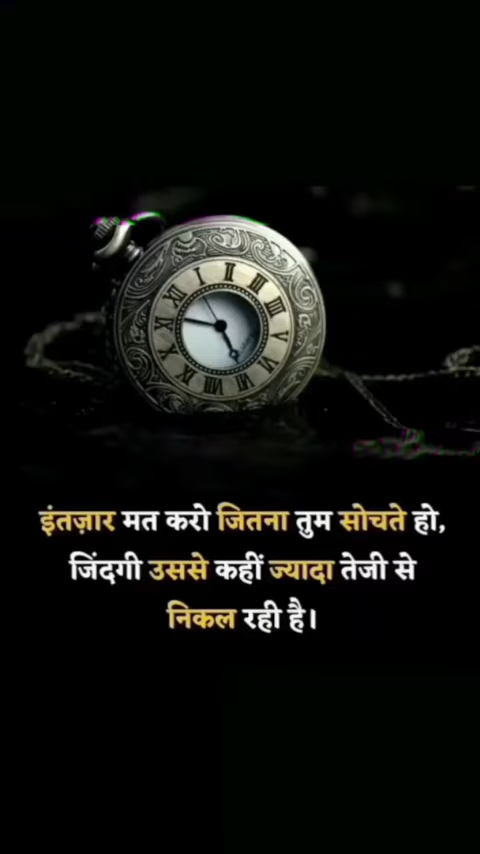 इंतज़ार मत करो जितना तुम सोचते हो,
जिंदगी उससे कहीं ज्यादा तेजी से
निकल रही है।